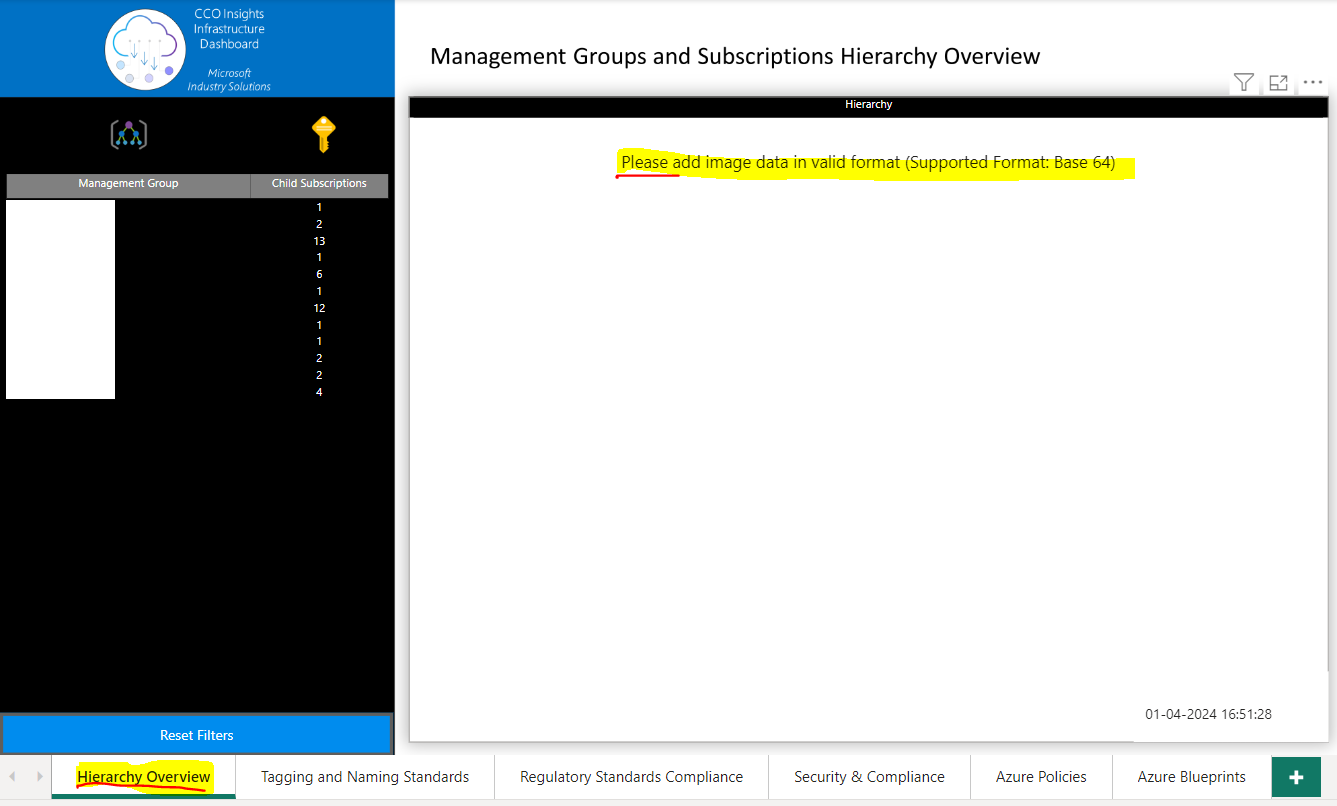 CCO Insights
Infrastructure
Dashboard
Microsoft
Industry Solutions
Management Groups and Subscriptions Hierarchy Overview
Hierarchy
Please add image data in valid format (Supported Format: Base 64)
Management Group Child Subscriptions
1
2
13
1
6
1
12
1
1
2
2
4
01-04-2024 16:51:28
Reset Filters
Hierarchy Overview Tagging and Naming Standards Regulatory Standards Compliance Security & Compliance Azure Policies Azure Blueprints